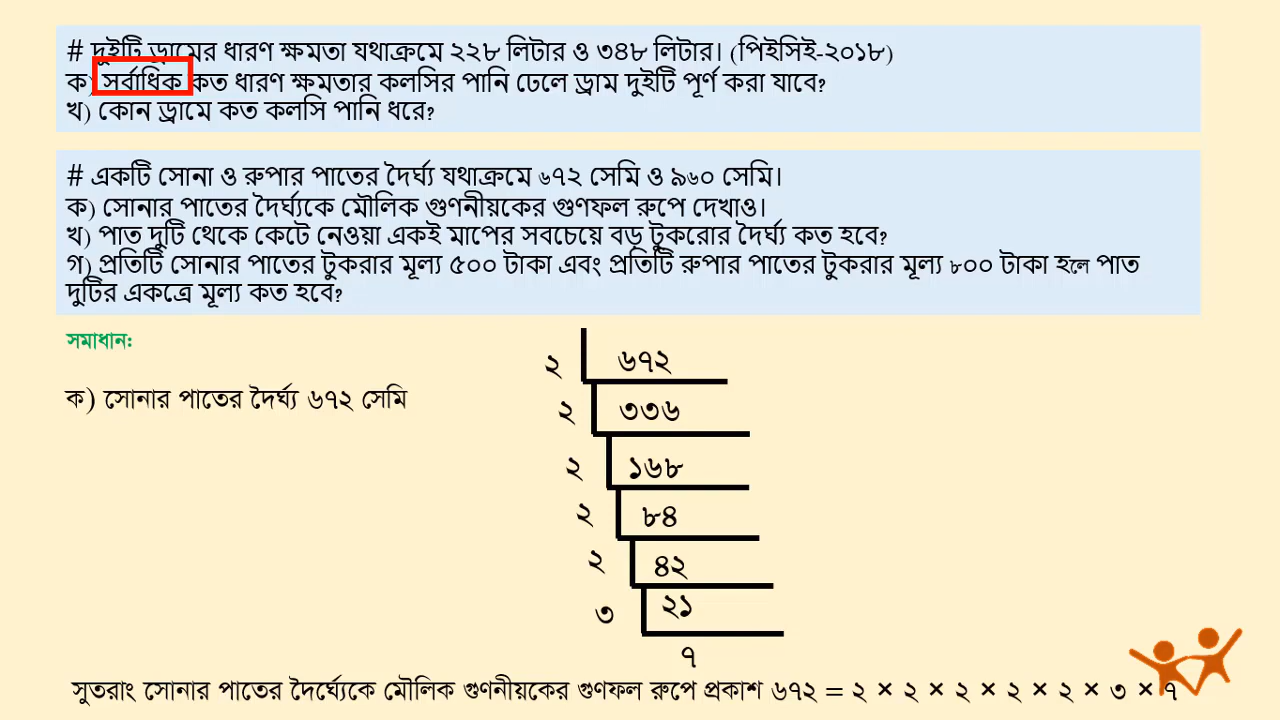 # দুইটি ড্রামের ধারণ ক্ষমতা যথাক্রমে ২২৮ লিটার ও ৩৪৮ লিটার। (পিইসিই-২০১৮)
ক) সর্বাধিক কত ধারণ ক্ষমতার কলসির পানি ঢেলে ড্রাম দুইটি পূর্ণ করা যাবে?
খ) কোন ড্রামে কত কলসি পানি ধরে?
# একটি সোনা ও রুপার পাতের দৈর্ঘ্য যথাক্রমে ৬৭২ সেমি ও ৯৬০ সেমি।
ক) সোনার পাতের দৈর্ঘ্যকে মৌলিক গুণনীয়কের গুণফল রুপে দেখাও।
খ) পাত দুটি থেকে কেটে নেওয়া একই মাপের সবচেয়ে বড় টুকরোর দৈর্ঘ্য কত হবে?
গ) প্রতিটি সোনার পাতের টুকরার মূল্য ৫০০ টাকা এবং প্রতিটি রুপার পাতের টুকরার মূল্য ৮০০ টাকা হলে পাত
দুটির একত্রে মূল্য কত হবে?
সমাধান:
ক) সোনার পাতের দৈর্ঘ্য ৬৭২ সেমি
২ ৬৭২
২ ৩৩৬
২ ১৬৮
২ ৮৪
২ ৪২
৩ ২১
৭
সুতরাং সোনার পাতের দৈর্ঘ্যেকে মৌলিক গুণনীয়কের গুণফল রুপে প্রকাশ ৬৭২ = ২ × ২ × ২ × ২ × ২ × ৩ × ৭